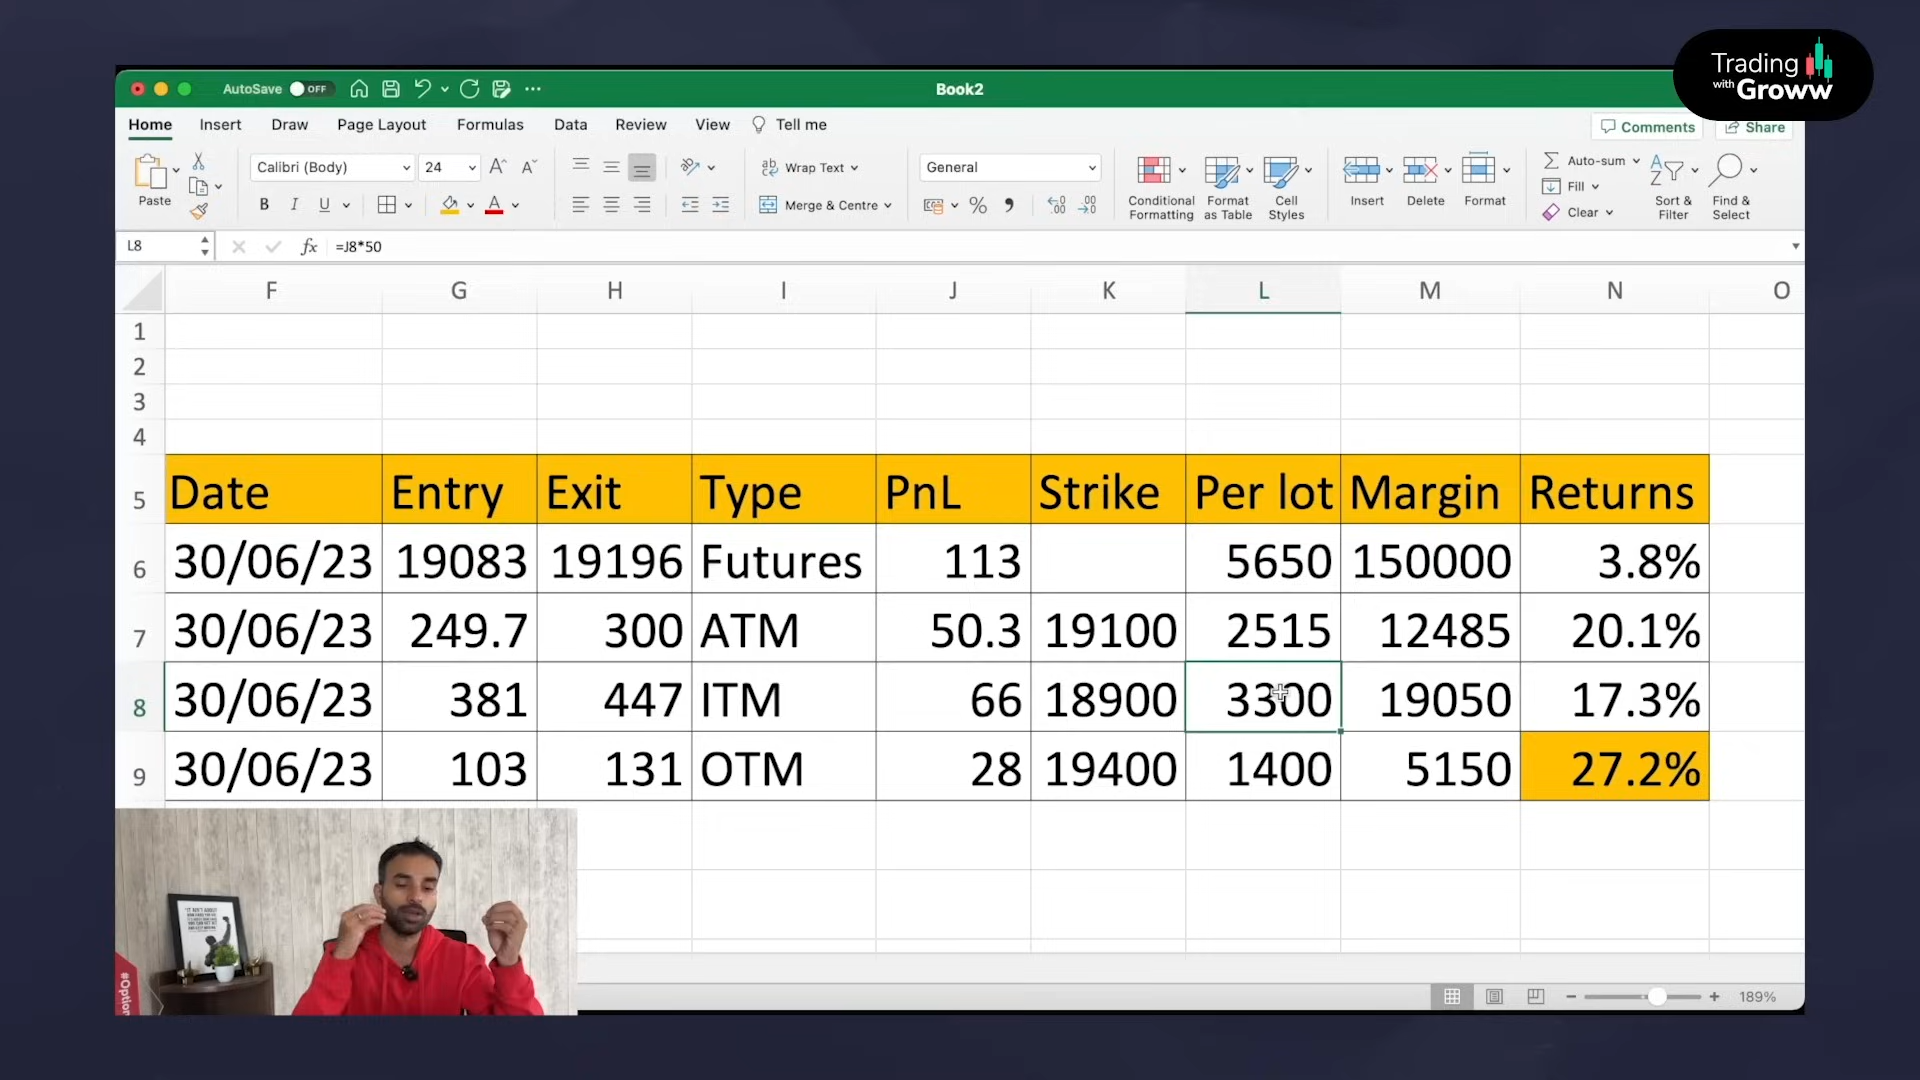 Trading
with Groww
AutoSave OFF
Book2
Home Insert Draw Page Layout Formulas Data Review View Tell me
Comments Share
Paste
Calibri (Body) 24
Wrap Text
Merge & Centre
General
Conditional Formatting
Format as Table
Cell Styles
Insert Delete Format
Auto-sum
Fill
Clear
Sort & Filter
Find & Select
L8 fx =J8*50
F G H I J K L M N O
1
2
3
4
5 Date Entry Exit Type PnL Strike Per lot Margin Returns
6 30/06/23 19083 19196 Futures 113 5650 150000 3.8%
7 30/06/23 249.7 300 ATM 50.3 19100 2515 12485 20.1%
8 30/06/23 381 447 ITM 66 18900 3300 19050 17.3%
9 30/06/23 103 131 OTM 28 19400 1400 5150 27.2%
#Option
189%